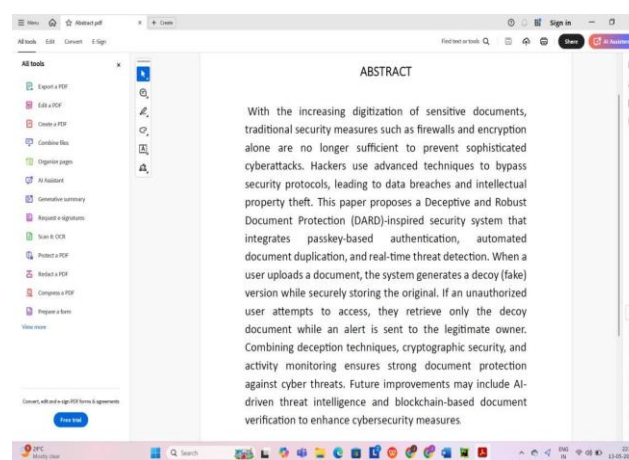 Menu
Abstract.pdf
+ Create
Sign in
All tools Edit Convert E-Sign
Find text or tools
Share
AI Assistant
All tools
Export a PDF
Edit a PDF
Create a PDF
Combine files
Organize pages
AI Assistant
Generative summary
Request e-signatures
Scan & OCR
Protect a PDF
Redact a PDF
Compress a PDF
Prepare a form
View more
Convert, edit and e-sign PDF forms & agreements
Free trial
ABSTRACT
With the increasing digitization of sensitive documents,
traditional security measures such as firewalls and encryption
alone are no longer sufficient to prevent sophisticated
cyberattacks. Hackers use advanced techniques to bypass
security protocols, leading to data breaches and intellectual
property theft. This paper proposes a Deceptive and Robust
Document Protection (DARD)-inspired security system that
integrates passkey-based authentication, automated
document duplication, and real-time threat detection. When a
user uploads a document, the system generates a decoy (fake)
version while securely storing the original. If an unauthorized
user attempts to access, they retrieve only the decoy
document while an alert is sent to the legitimate owner.
Combining deception techniques, cryptographic security, and
activity monitoring ensures strong document protection
against cyber threats. Future improvements may include AI-
driven threat intelligence and blockchain-based document
verification to enhance cybersecurity measures.
29°C
Mostly clear
Search
ENG
IN